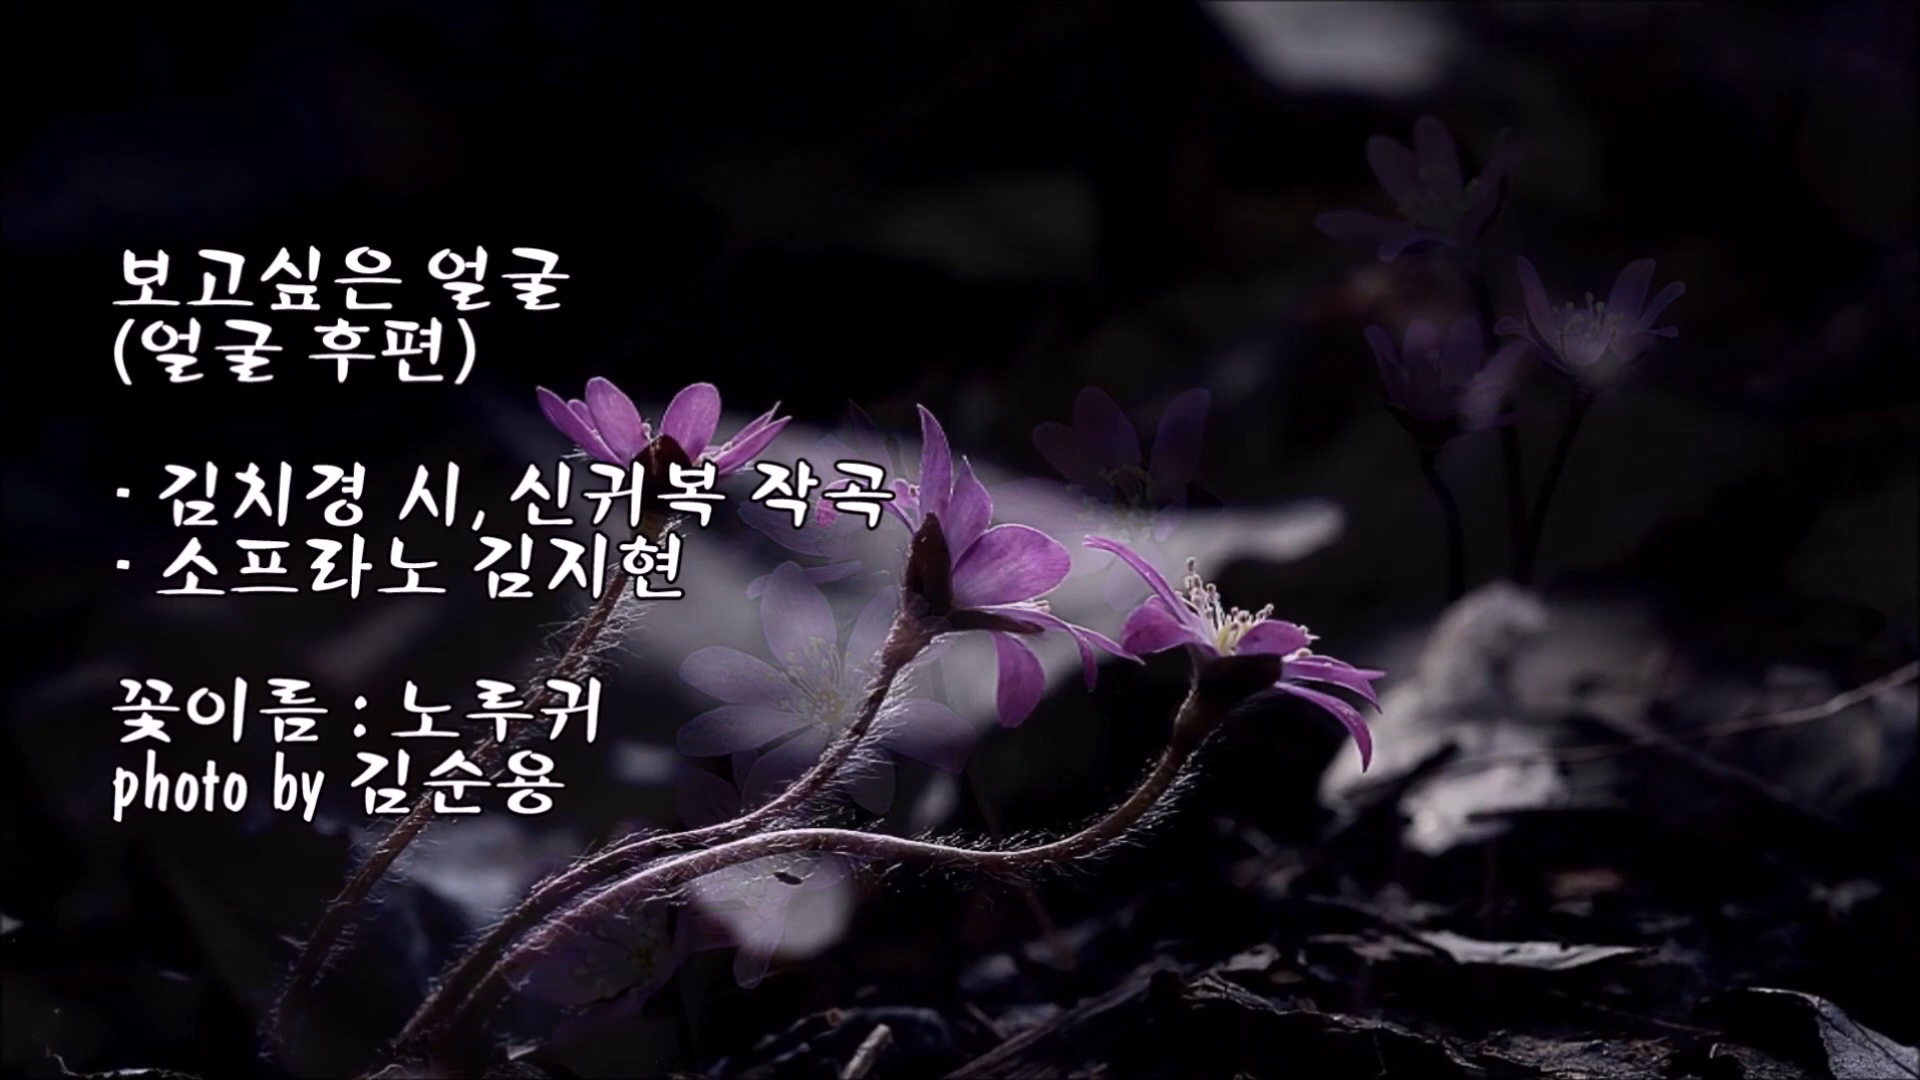 보고싶은 얼굴
(얼굴 후편)
· 김치경 시, 신귀복 작곡
· 소프라노 김지현
꽃이름 : 노루귀
photo by 김순용